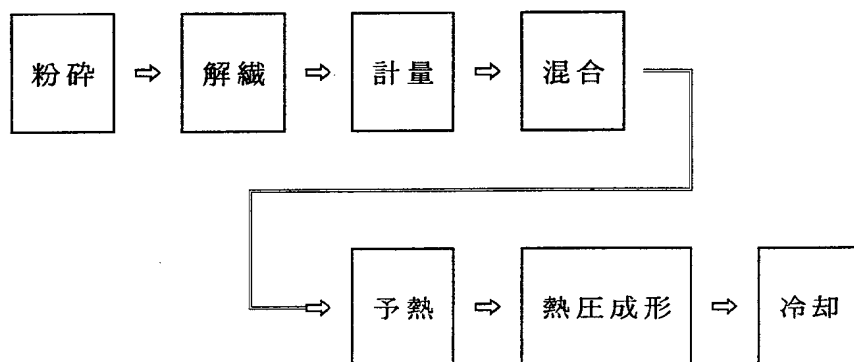 粉砕 ⇨ 解繊 ⇨ 計量 ⇨ 混合
⇨ 予熱 ⇨ 熱圧成形 ⇨ 冷却